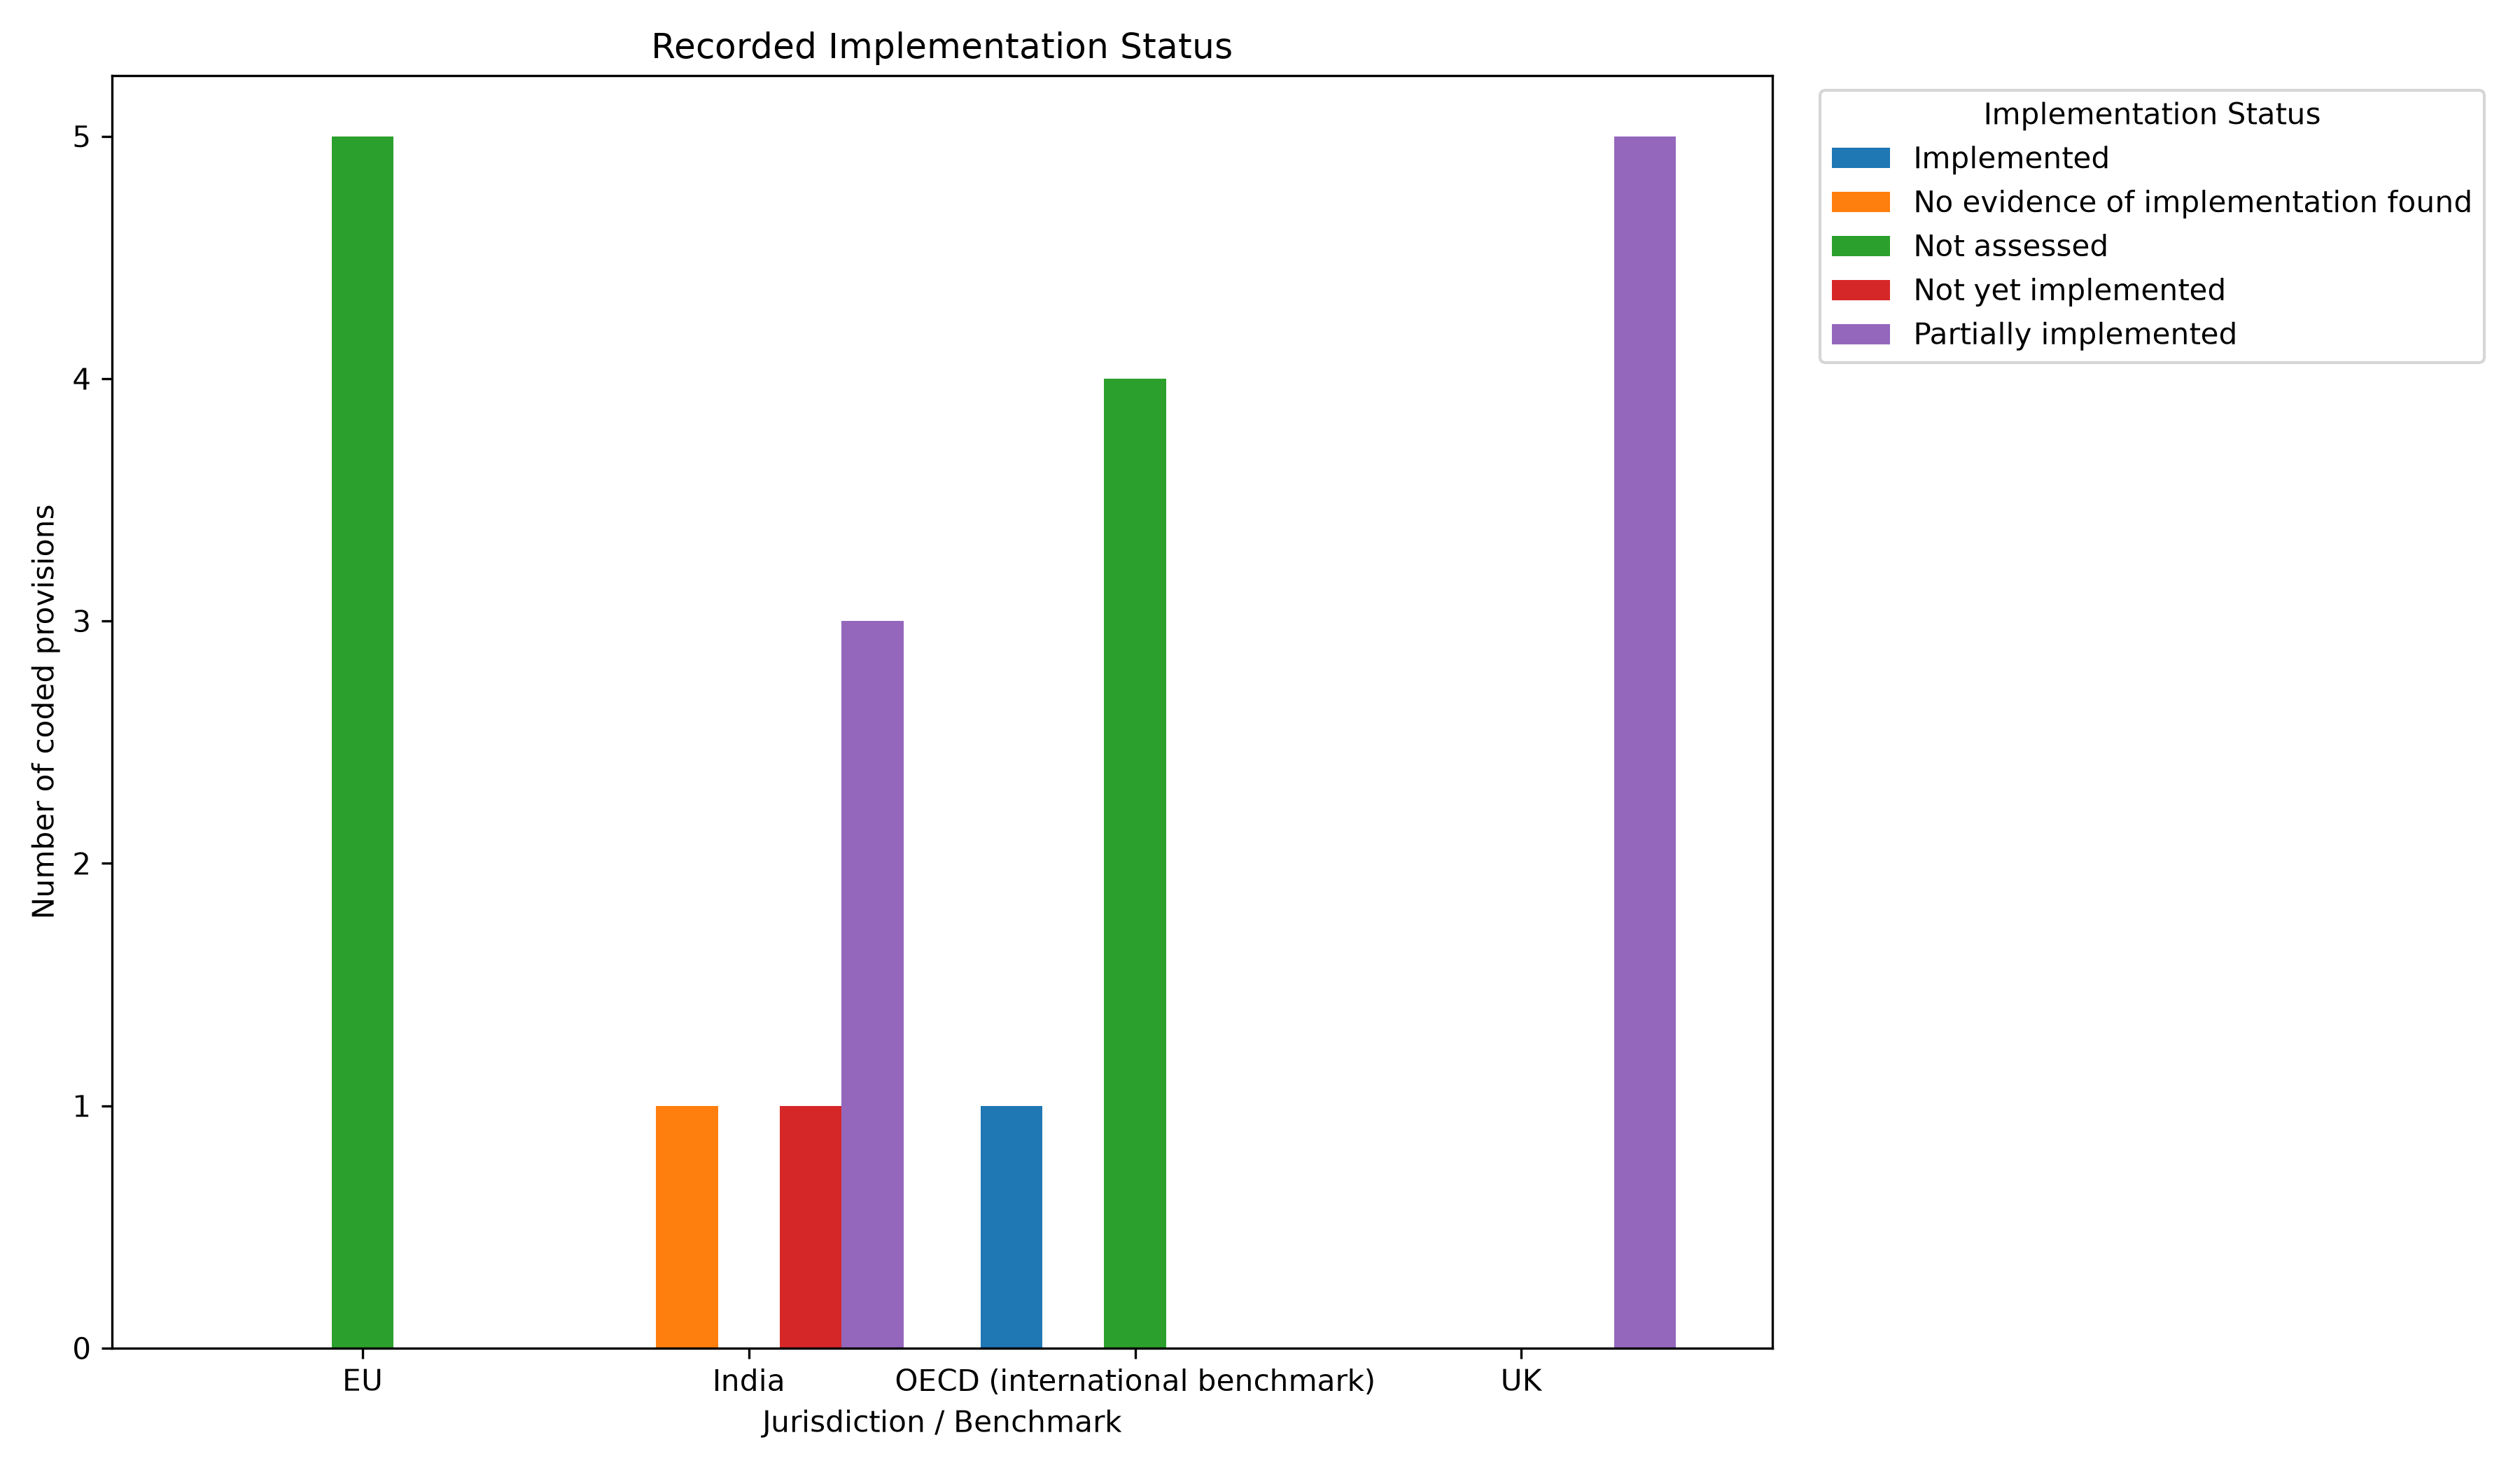 Recorded Implementation Status
Implementation Status
Implemented
No evidence of implementation found
Not assessed
Not yet implemented
Partially implemented
Number of coded provisions
5
4
3
2
1
0
EU
India
OECD (international benchmark)
UK
Jurisdiction / Benchmark